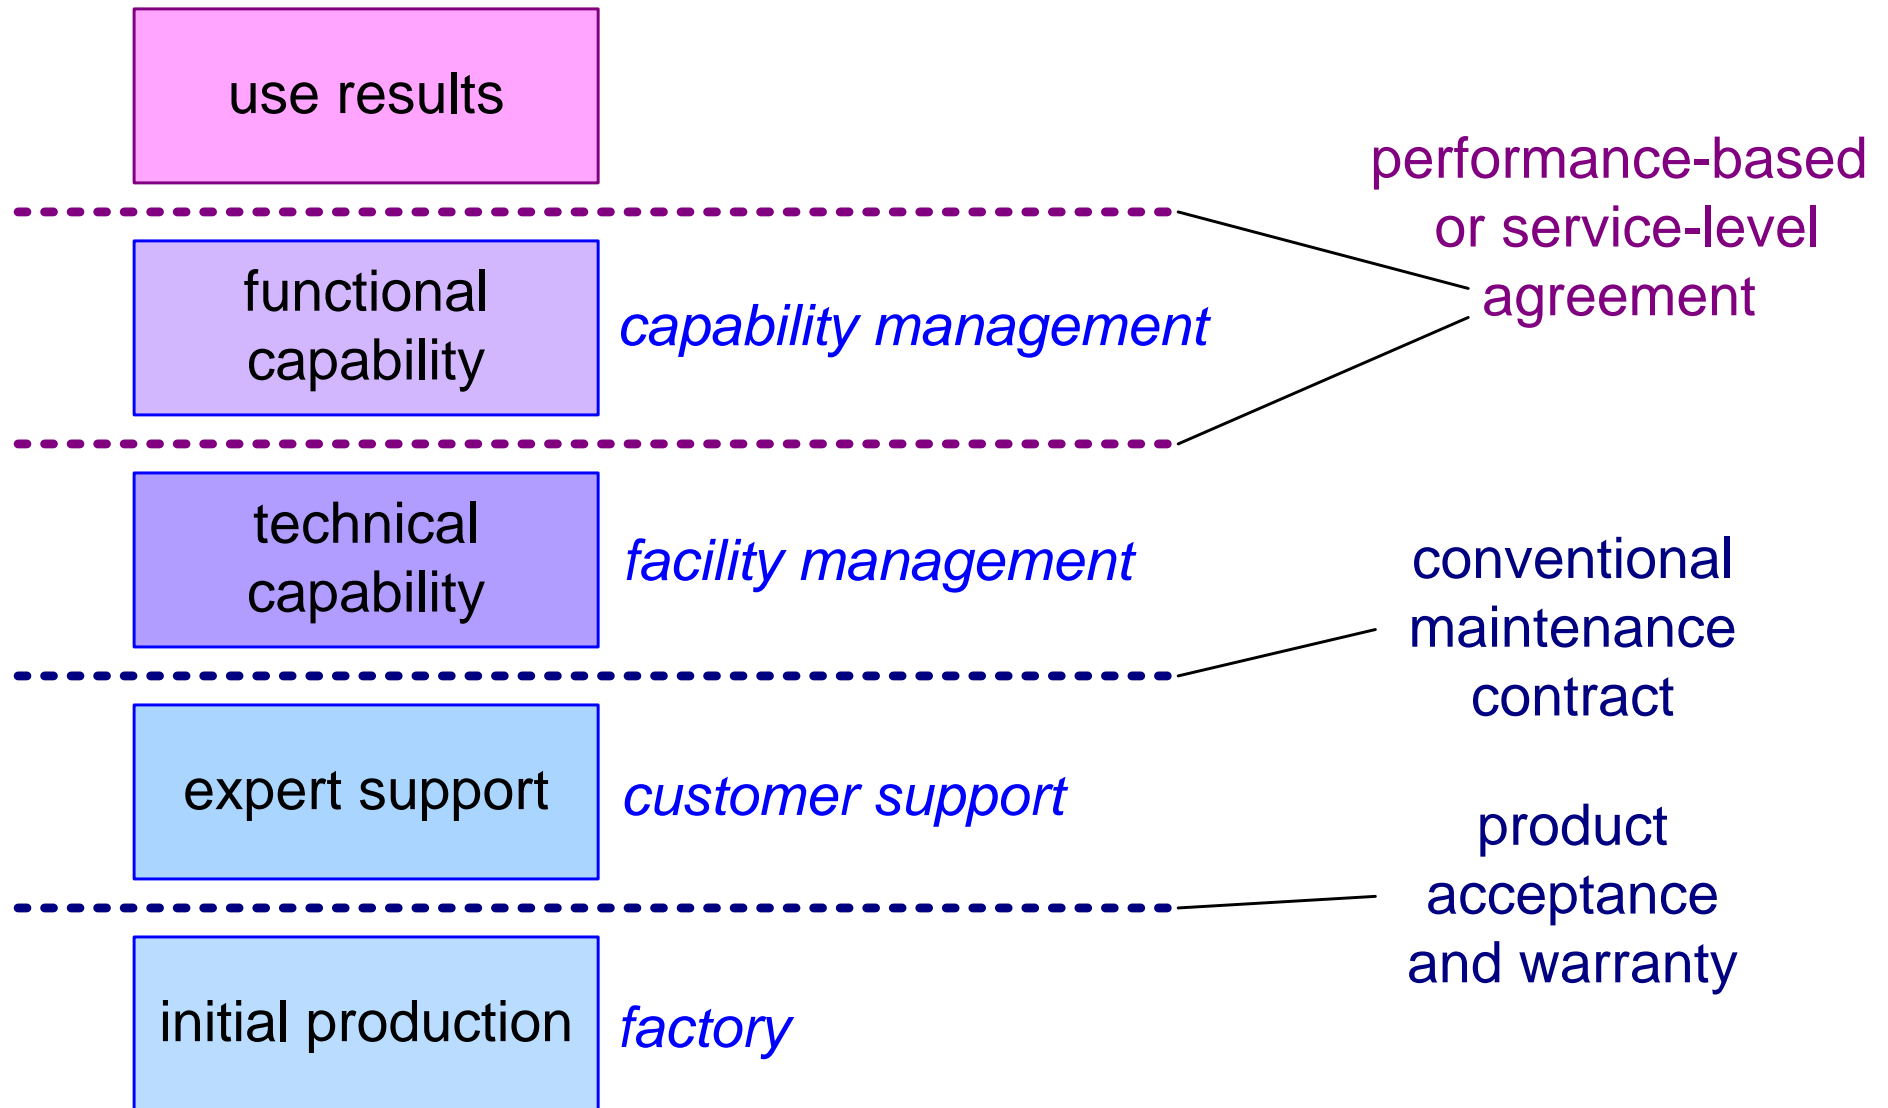 use results
performance-based
or service-level
agreement
functional
capability
capability management
technical
capability
facility management
conventional
maintenance
contract
expert support
customer support
product
acceptance
and warranty
initial production
factory